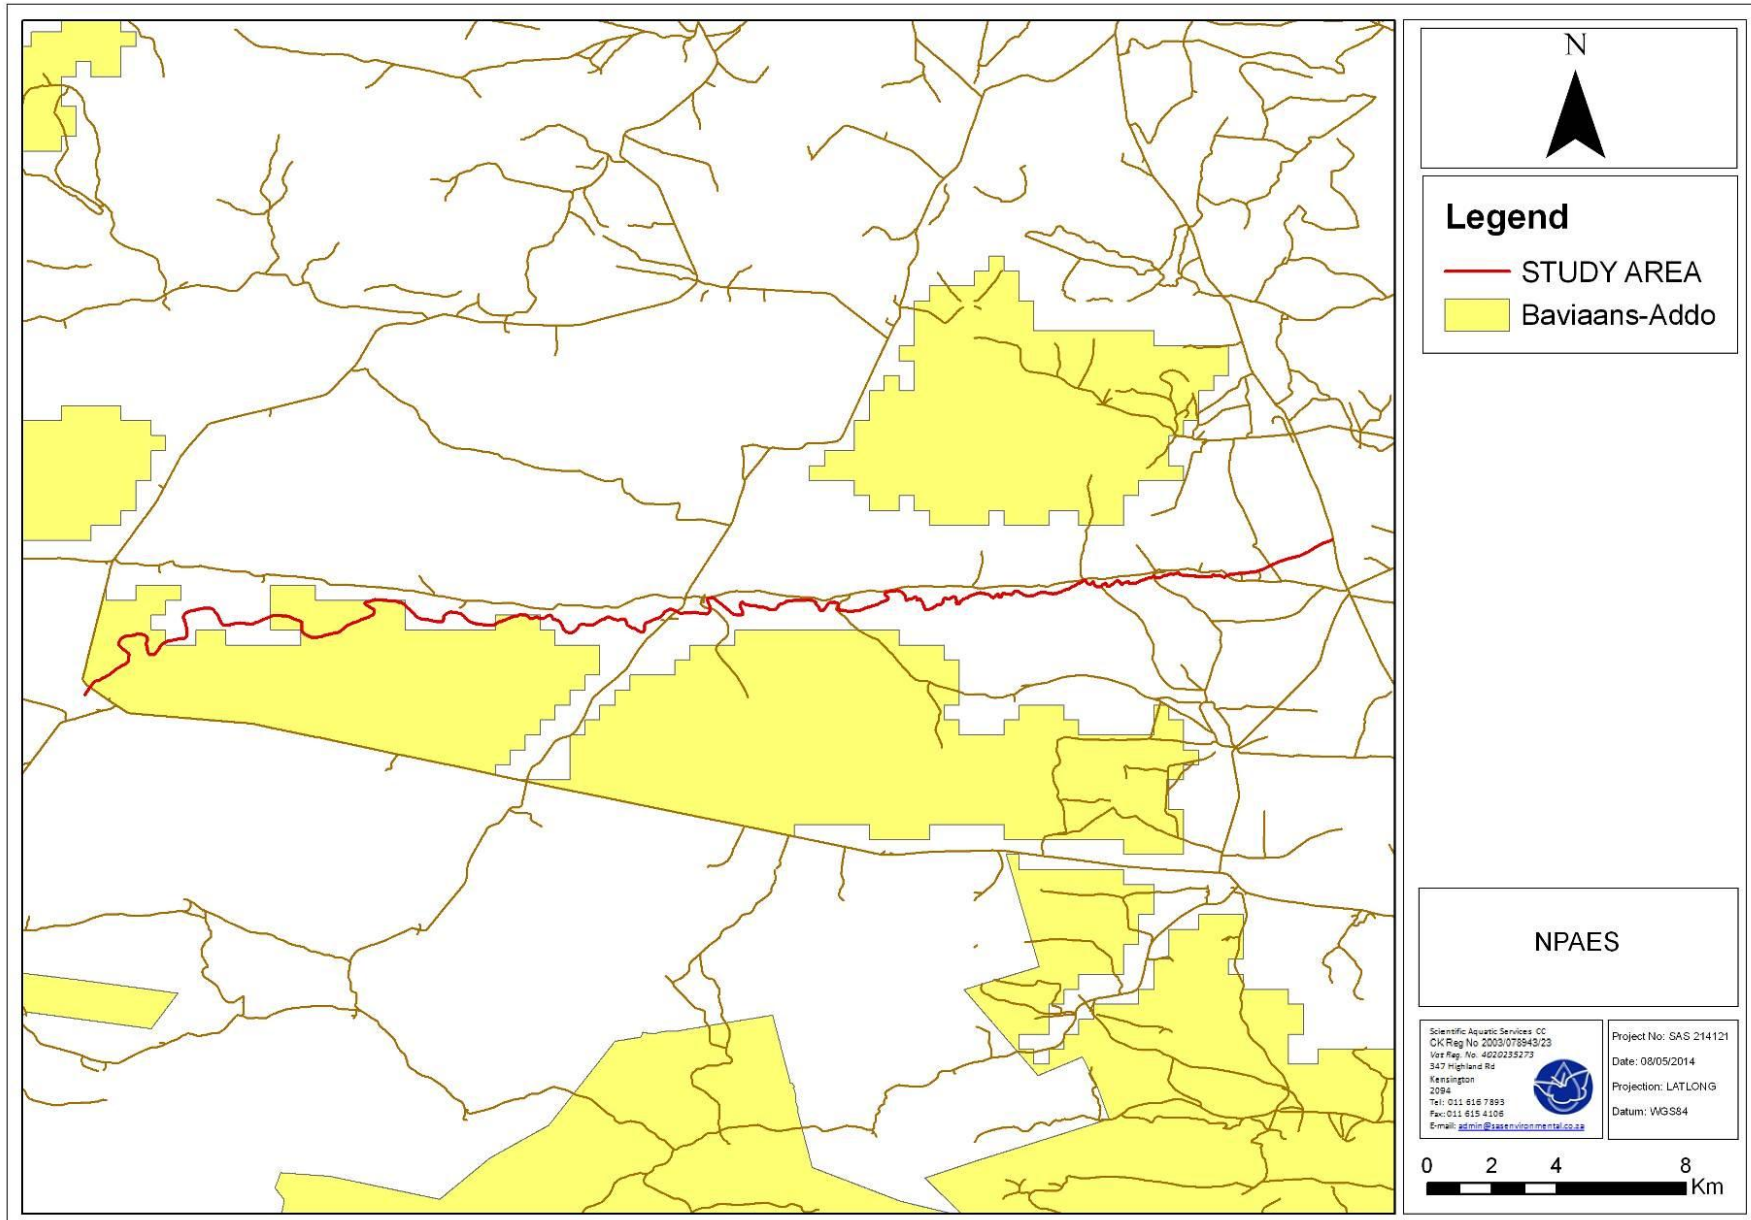 N
Legend
STUDY AREA
Baviaans-Addo
NPAES
Scientific Aquatic Services CC
CK Reg No 2003/078943/23
Vat Reg. No. 4020235273
347 Highland Rd
Kensington
2094
Tel: 011 616 7893
Fax: 011 615 4106
E-mail: admin@sasenvironmental.co.za
Project No: SAS 214121
Date: 08/05/2014
Projection: LATLONG
Datum: WGS84
0 2 4 8
Km